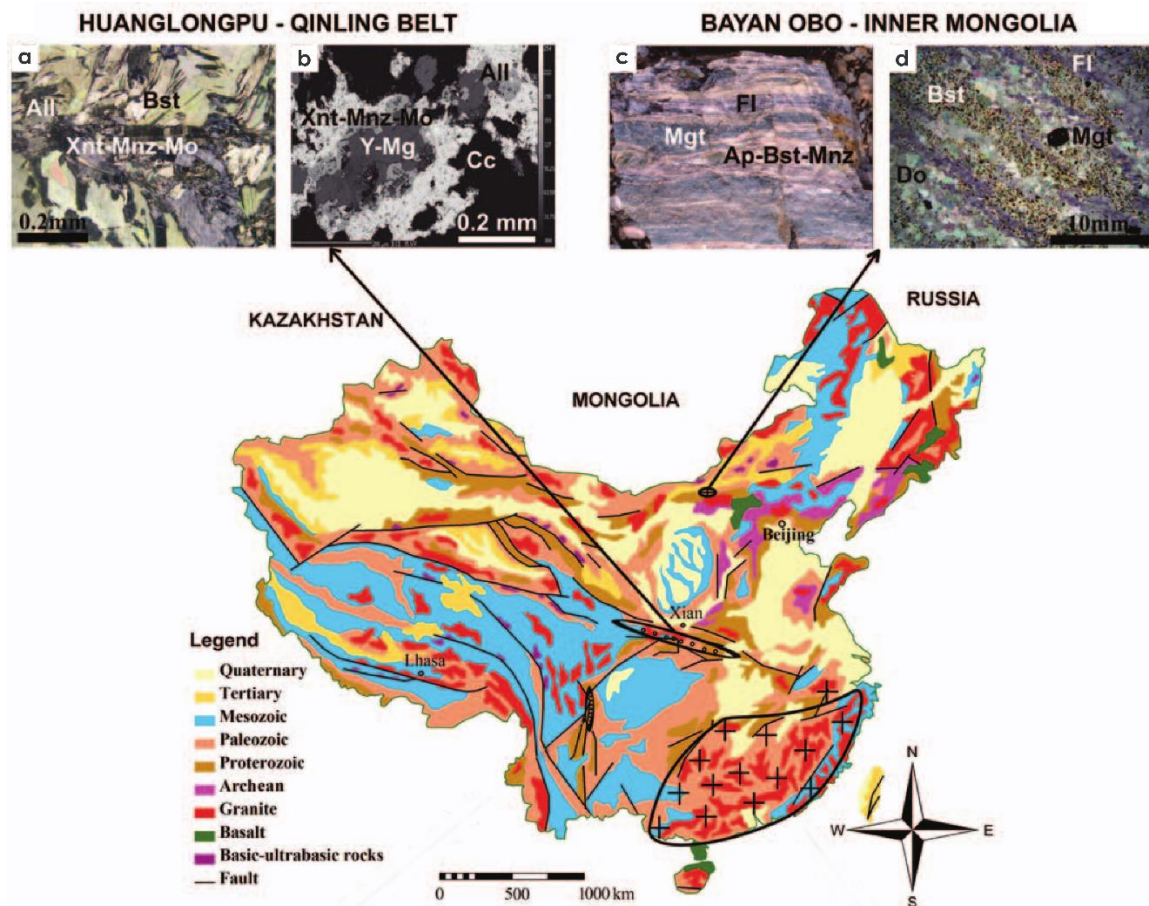 HUANGLONGPU - QINLING BELT
BAYAN OBO - INNER MONGOLIA
a
All
Bst
Xnt-Mnz-Mo
0.2mm
b
All
Xnt-Mnz-Mo
Y-Mg
Cc
0.2 mm
c
Fl
Mgt
Ap-Bst-Mnz
d
Fl
Bst
Mgt
Do
10mm
KAZAKHSTAN
RUSSIA
MONGOLIA
Beijing
Xian
Lhasa
Legend
Quaternary
Tertiary
Mesozoic
Paleozoic
Proterozoic
Archean
Granite
Basalt
Basic-ultrabasic rocks
Fault
0 500 1000 km
N
W E
S